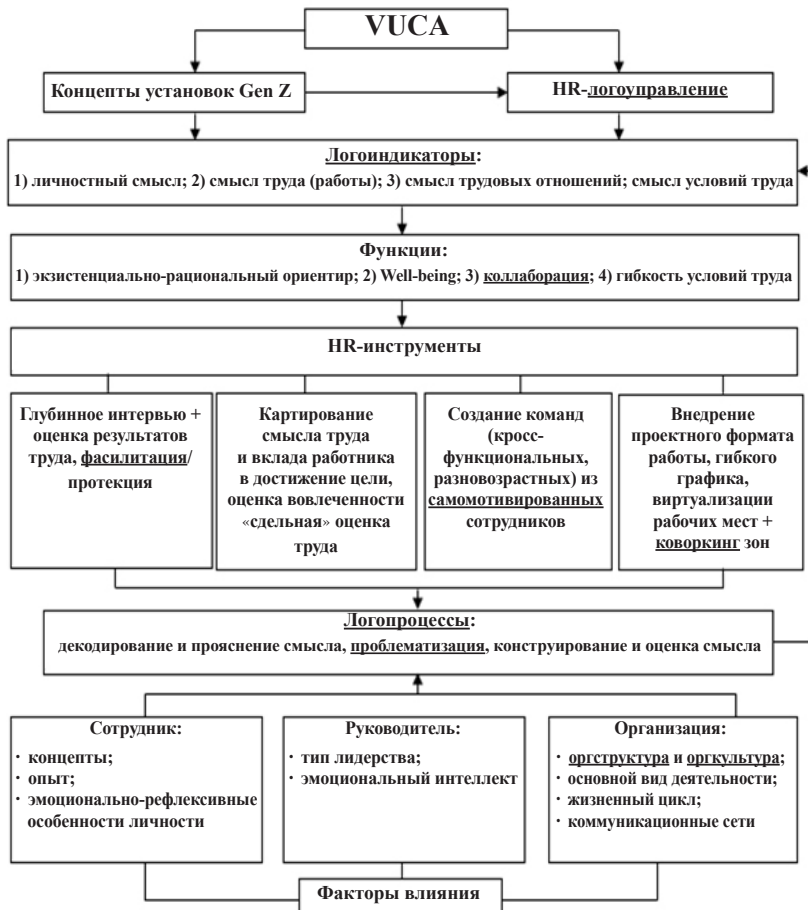 VUCA
Концепты установок Gen Z
HR-логоуправление
Логоиндикаторы:
1) личностный смысл; 2) смысл труда (работы); 3) смысл трудовых отношений; смысл условий труда
Функции:
1) экзистенциально-рациональный ориентир; 2) Well-being; 3) коллаборация; 4) гибкость условий труда
HR-инструменты
Глубинное интервью +
оценка результатов
труда, фасилитация/
протекция
Картирование
смысла труда
и вклада работника
в достижение цели,
оценка вовлеченности
«сдельная» оценка
труда
Создание команд
(кросс-
функциональных,
разновозрастных) из
самомотивированных
сотрудников
Внедрение
проектного формата
работы, гибкого
графика,
виртуализации
рабочих мест +
коворкинг зон
Логопроцессы:
декодирование и прояснение смысла, проблематизация, конструирование и оценка смысла
Сотрудник:
· концепты;
· опыт;
· эмоционально-рефлексивные
особенности личности
Руководитель:
· тип лидерства;
· эмоциональный интеллект
Организация:
· оргструктура и оргкультура;
· основной вид деятельности;
· жизненный цикл;
· коммуникационные сети
Факторы влияния